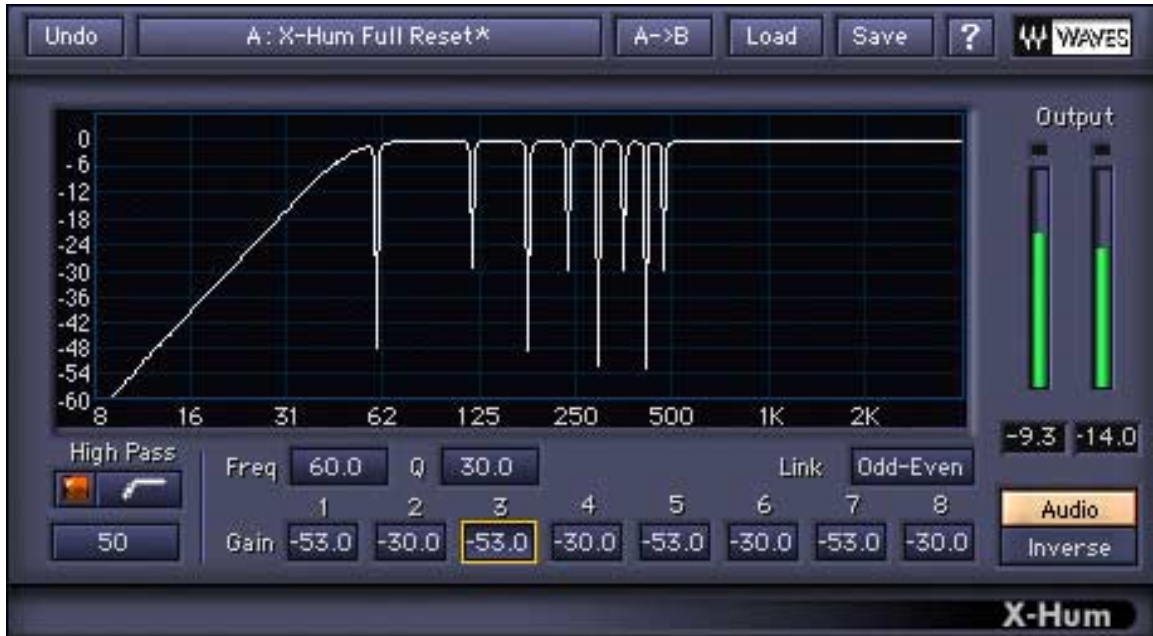 Undo A: X-Hum Full Reset* A->B Load Save ? WAVES
Output
0
-6
-12
-18
-24
-30
-36
-42
-48
-54
-60
8 16 31 62 125 250 500 1K 2K
-9.3 -14.0
High Pass
Freq 60.0 Q 30.0 Link Odd-Even
1 2 3 4 5 6 7 8
50 Gain -53.0 -30.0 -53.0 -30.0 -53.0 -30.0 -53.0 -30.0
Audio
Inverse
X-Hum